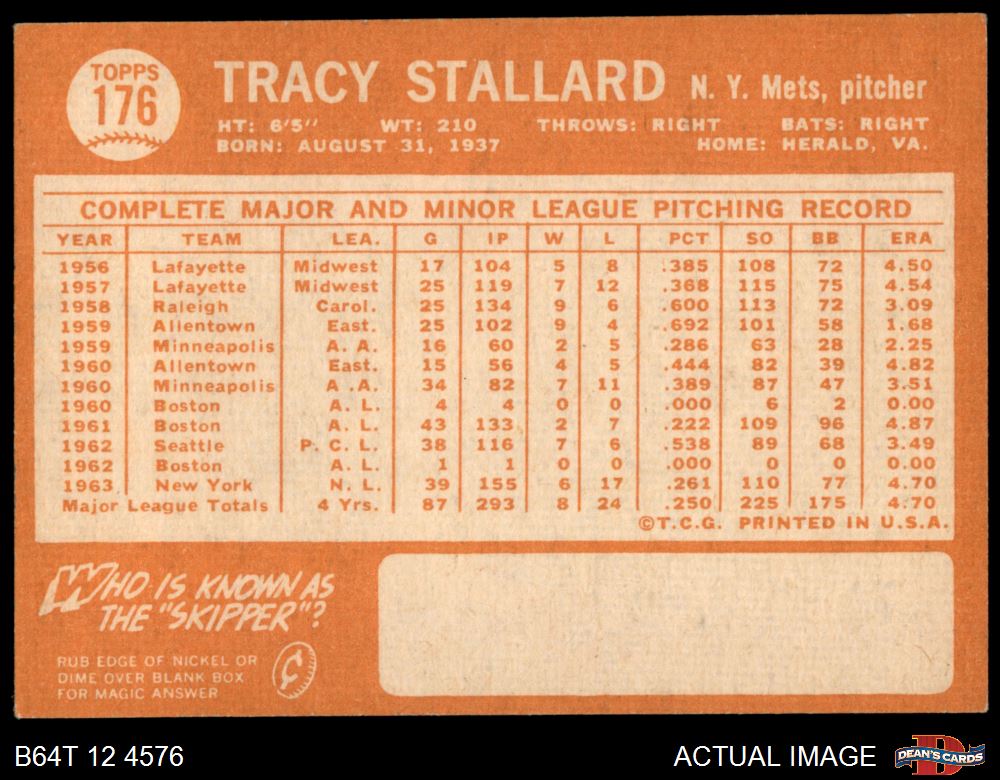 TOPPS
176
TRACY STALLARD N. Y. Mets, pitcher
HT: 6'5" WT: 210 THROWS: RIGHT BATS: RIGHT
BORN: AUGUST 31, 1937 HOME: HERALD, VA.
COMPLETE MAJOR AND MINOR LEAGUE PITCHING RECORD
YEAR TEAM LEA. G IP W L PCT SO BB ERA
1956 Lafayette Midwest 17 104 5 8 .385 108 72 4.50
1957 Lafayette Midwest 25 119 7 12 .368 115 75 4.54
1958 Raleigh Carol. 25 134 9 6 .600 113 72 3.09
1959 Allentown East. 25 102 9 4 .692 101 58 1.68
1959 Minneapolis A. A. 16 60 2 5 .286 63 28 2.25
1960 Allentown East. 15 56 4 5 .444 82 39 4.82
1960 Minneapolis A .A. 34 82 7 11 .389 87 47 3.51
1960 Boston A. L. 4 4 0 0 .000 6 2 0.00
1961 Boston A. L. 43 133 2 7 .222 109 96 4.87
1962 Seattle P. C. L. 38 116 7 6 .538 89 68 3.49
1962 Boston A. L. 1 1 0 0 .000 0 0 0.00
1963 New York N. L. 39 155 6 17 .261 110 77 4.70
Major League Totals 4 Yrs. 87 293 8 24 .250 225 175 4.70
©T.C.G. PRINTED IN U.S.A.
WHO IS KNOWN AS
THE "SKIPPER"?
RUB EDGE OF NICKEL OR
DIME OVER BLANK BOX
FOR MAGIC ANSWER
¢
B64T 12 4576 ACTUAL IMAGE
D
DEAN'S CARDS